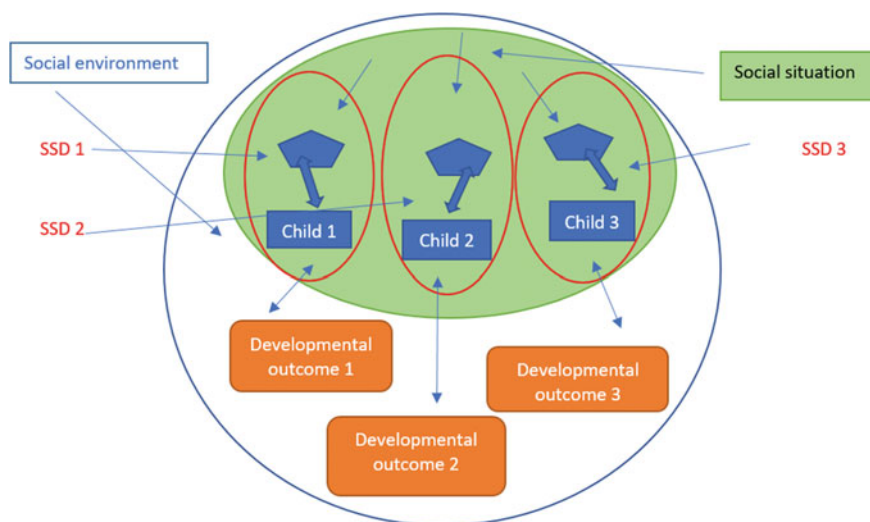 Social environment
Social situation
SSD 1
SSD 3
SSD 2
Child 1
Child 2
Child 3
Developmental
outcome 1
Developmental
outcome 3
Developmental
outcome 2